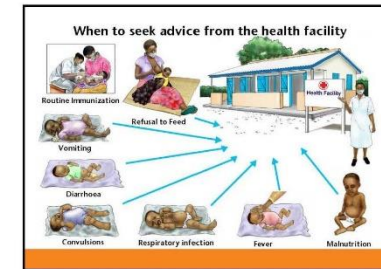 When to seek advice from the health facility
Routine Immunization
Refusal to Feed
Health Facility
Vomiting
Diarrhoea
Convulsions
Respiratory infection
Fever
Malnutrition